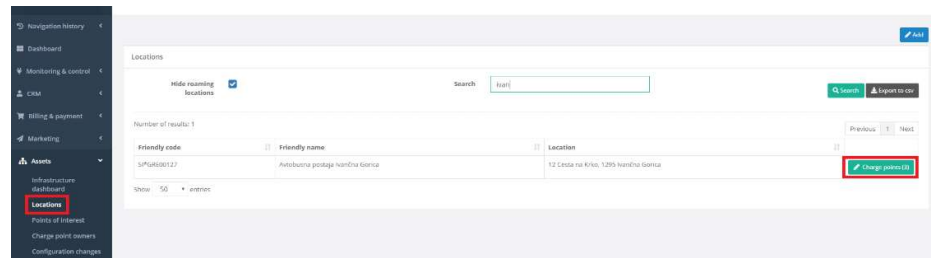 Navigation history
Dashboard
Monitoring & control
CRM
Billing & payment
Marketing
Assets
Infrastructure
dashboard
Locations
Points of interest
Charge point owners
Configuration changes
Add
Locations
Hide roaming
locations
Search
ivan
Search
Export to csv
Number of results: 1
Previous 1 Next
Friendly code
Friendly name
Location
Avtobusna postaja Ivančna Gorica
12 Cesta na Krko, 1295 Ivančna Gorica
Charge points (3)
Show 50 entries